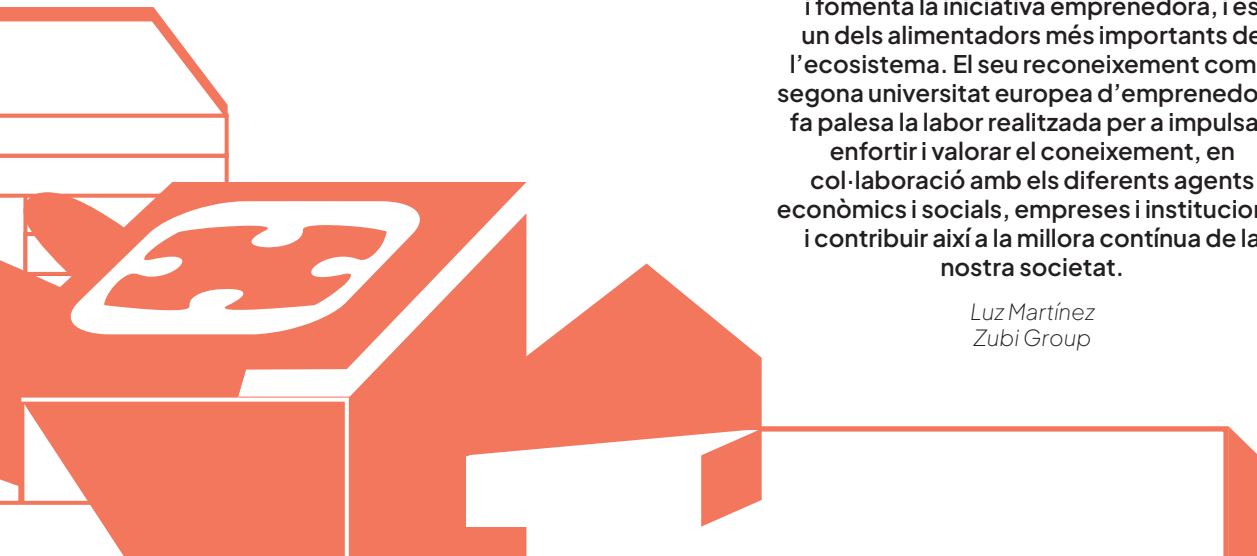 i fomenta la iniciativa emprenedora, i és
un dels alimentadors més importants de
l’ecosistema. El seu reconeixement com
segona universitat europea d’emprenedo
fa palesa la labor realitzada per a impulsa
enfortir i valorar el coneixement, en
col·laboració amb els diferents agents
econòmics i socials, empreses i institucion
i contribuir així a la millora contínua de la
nostra societat.
Luz Martínez
Zubi Group